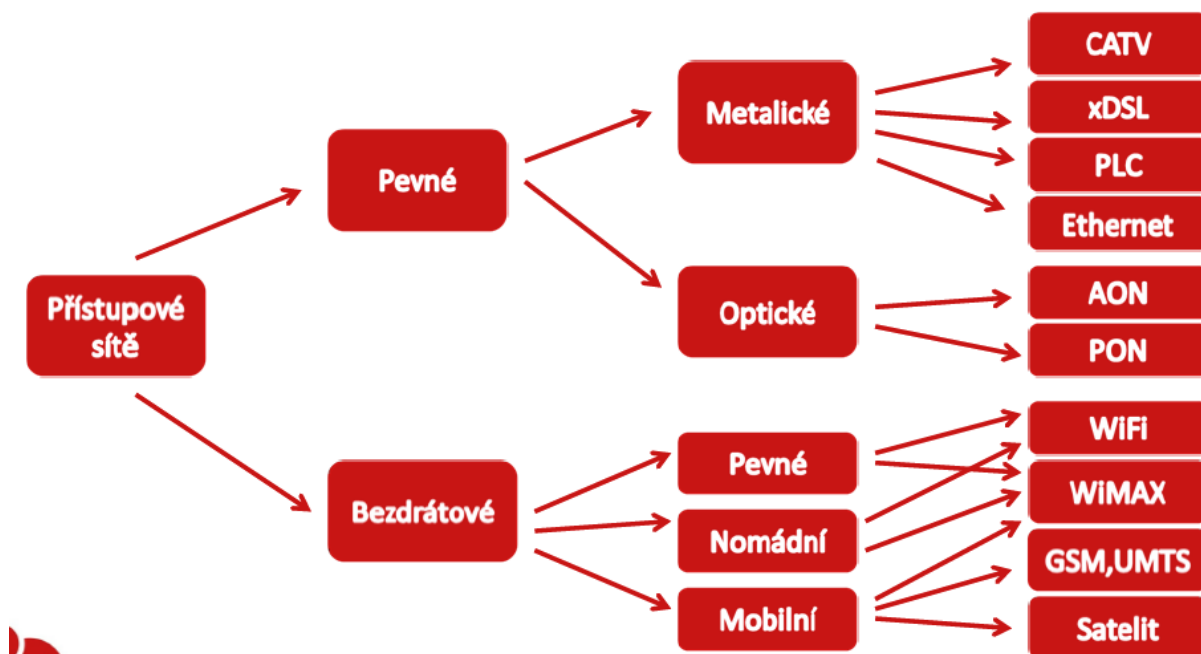 Přístupové
sítě
Pevné
Bezdrátové
Metalické
Optické
Pevné
Nomádní
Mobilní
CATV
xDSL
PLC
Ethernet
AON
PON
WiFi
WiMAX
GSM,UMTS
Satelit